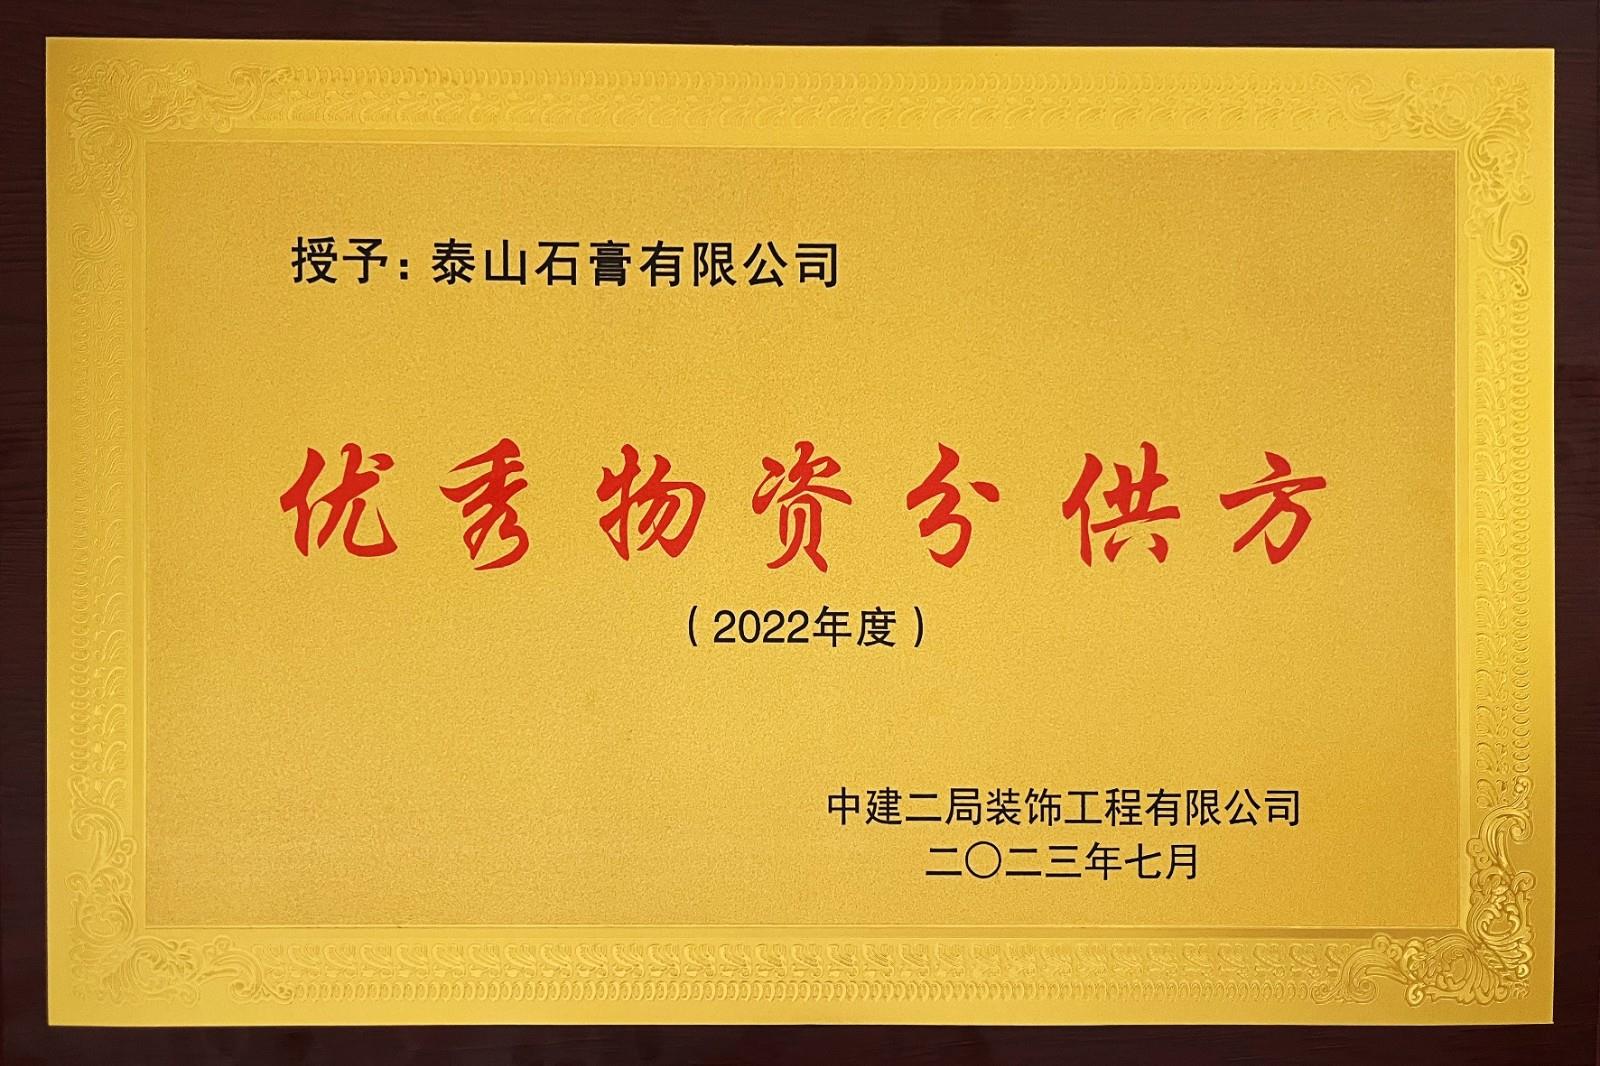 授予：泰山石膏有限公司
优秀物资分供方
（2022年度）
中建二局装饰工程有限公司
二〇二三年七月